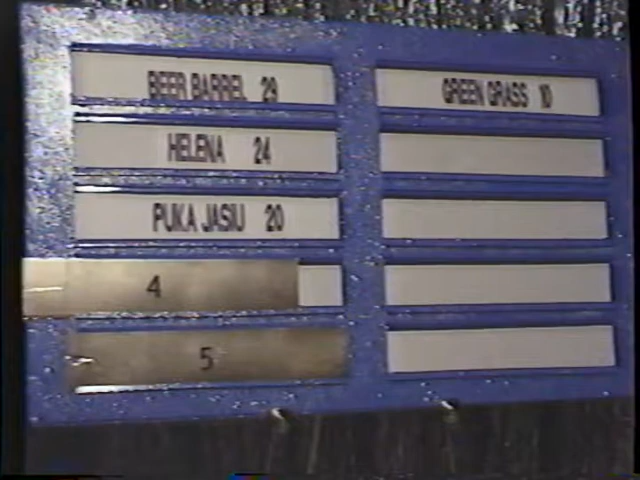 BEER BARREL 29
HELENA 24
PUKA JASIU 20
4
5
GREEN GRASS 10